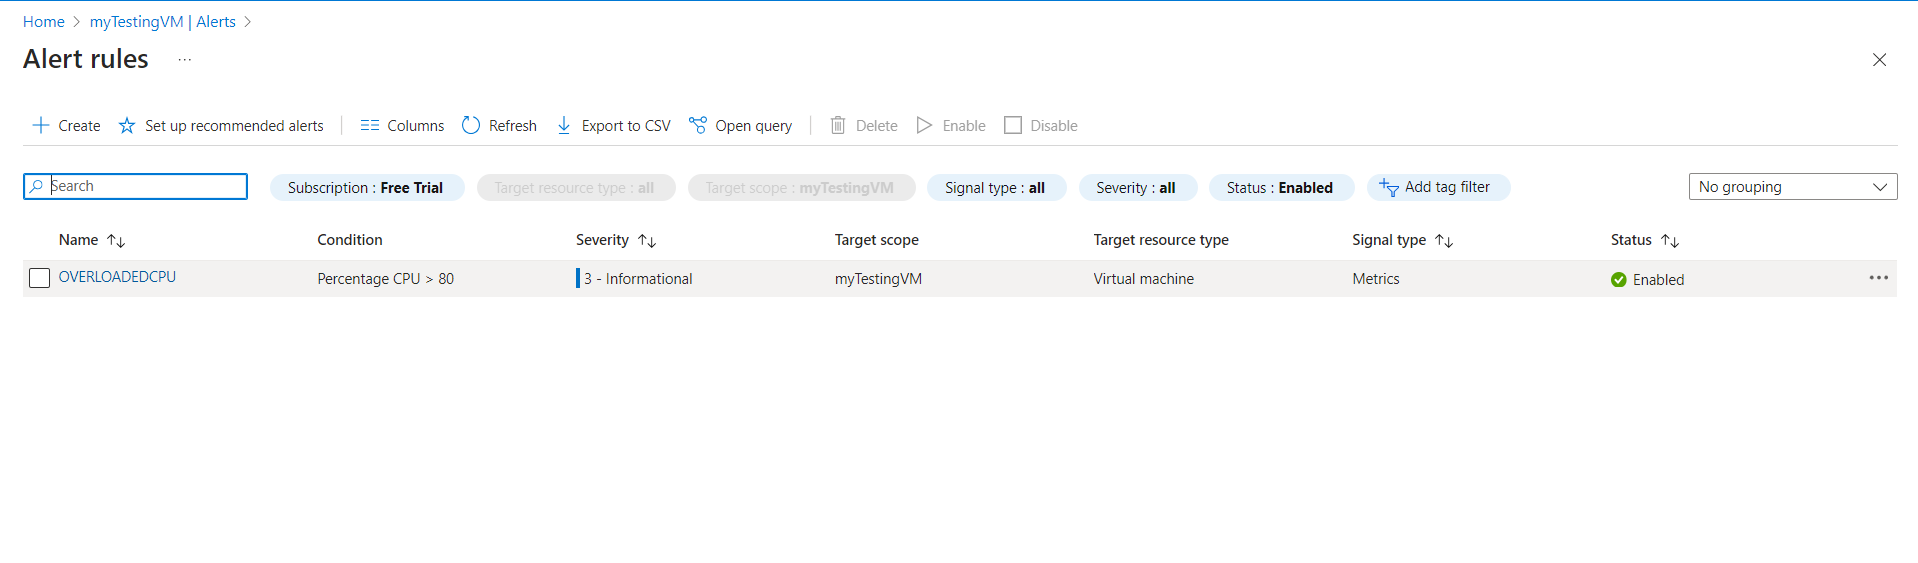 Home > myTestingVM | Alerts >
Alert rules ...
Create Set up recommended alerts | Columns Refresh Export to CSV Open query | Delete Enable Disable
Search Subscription : Free Trial Target resource type : all Target scope : myTestingVM Signal type : all Severity : all Status : Enabled Add tag filter No grouping
Name ↑↓ Condition Severity ↑↓ Target scope Target resource type Signal type ↑↓ Status ↑↓
OVERLOADEDCPU Percentage CPU > 80 3 - Informational myTestingVM Virtual machine Metrics Enabled ...